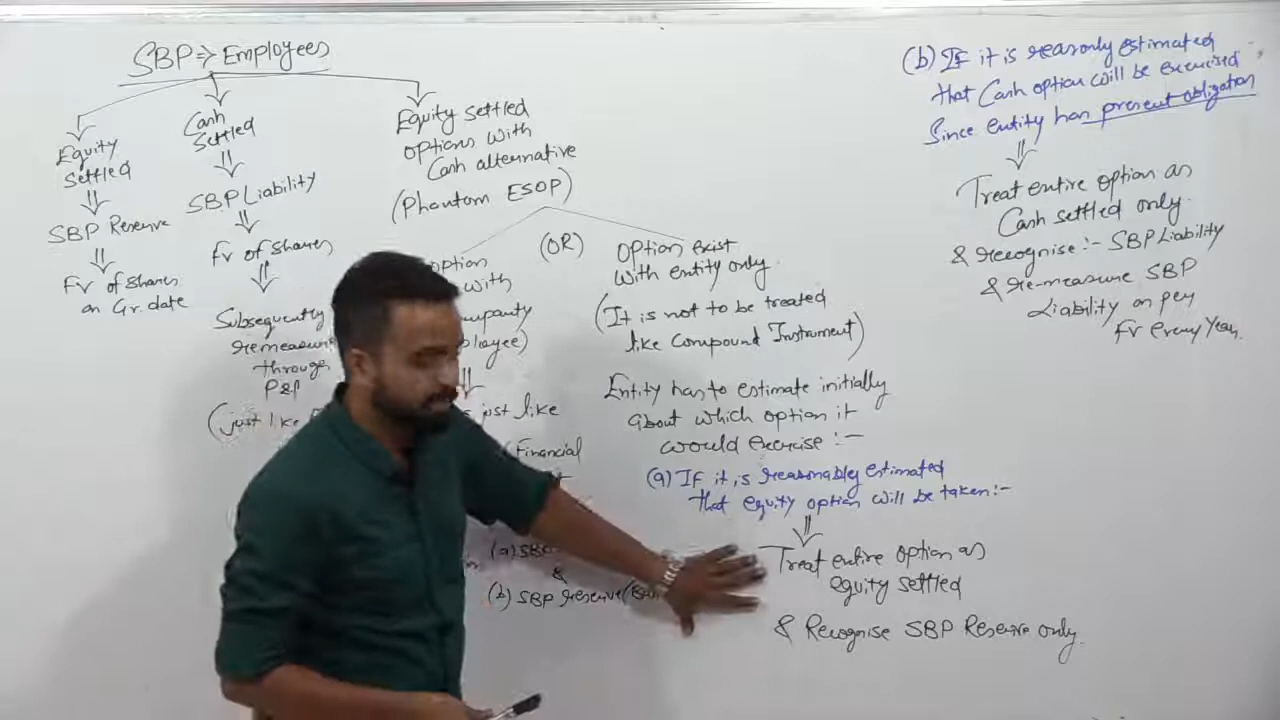 SBP => Employees
Equity
Settled
SBP Reserve
FV of Shares
on Gr. date
Cash
Settled
SBP Liability
FV of Shares
Subsequently
remeasure
through
P&P
(just like
Equity settled
options with
Cash alternative
(Phantom ESOP)
option
with
(OR)
just like
(Financial
(a) SBP
&
(b) SBP reserve
Option exist
with entity only
(It is not to be treated
like Compound Instrument)
Entity has to estimate initially
About which option it
would exercise :-
(a) If it is reasonably estimated
that equity option will be taken:-
Treat entire option as
equity settled
& Recognise SBP Reserve only.
(b) If it is reasonly estimated
that Cash option will be exercised
Since entity has present obligation
Treat entire option as
Cash settled only.
& recognise:- SBP Liability
& re-measure SBP
Liability on per
FV every Year.